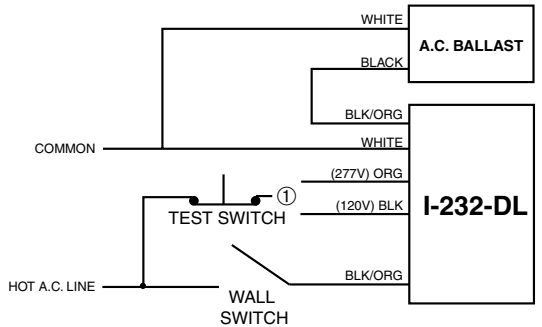 WHITE
A.C. BALLAST
BLACK
BLK/ORG
COMMON
WHITE
(277V) ORG
①
TEST SWITCH
(120V) BLK
I-232-DL
BLK/ORG
HOT A.C. LINE
WALL
SWITCH